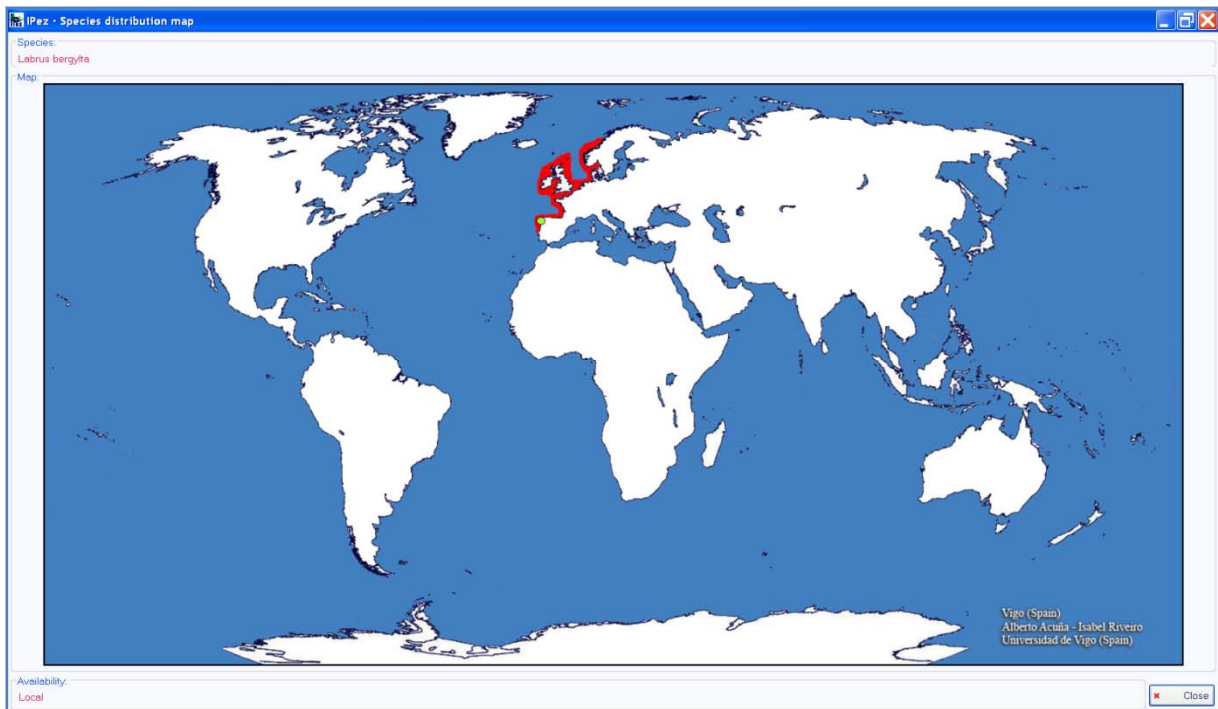 IPez - Species distribution map
Species:
Labrus bergylta
Map:
Vigo (Spain)
Alberto Acuña - Isabel Riveiro
Universidad de Vigo (Spain)
Availability:
Local
Close